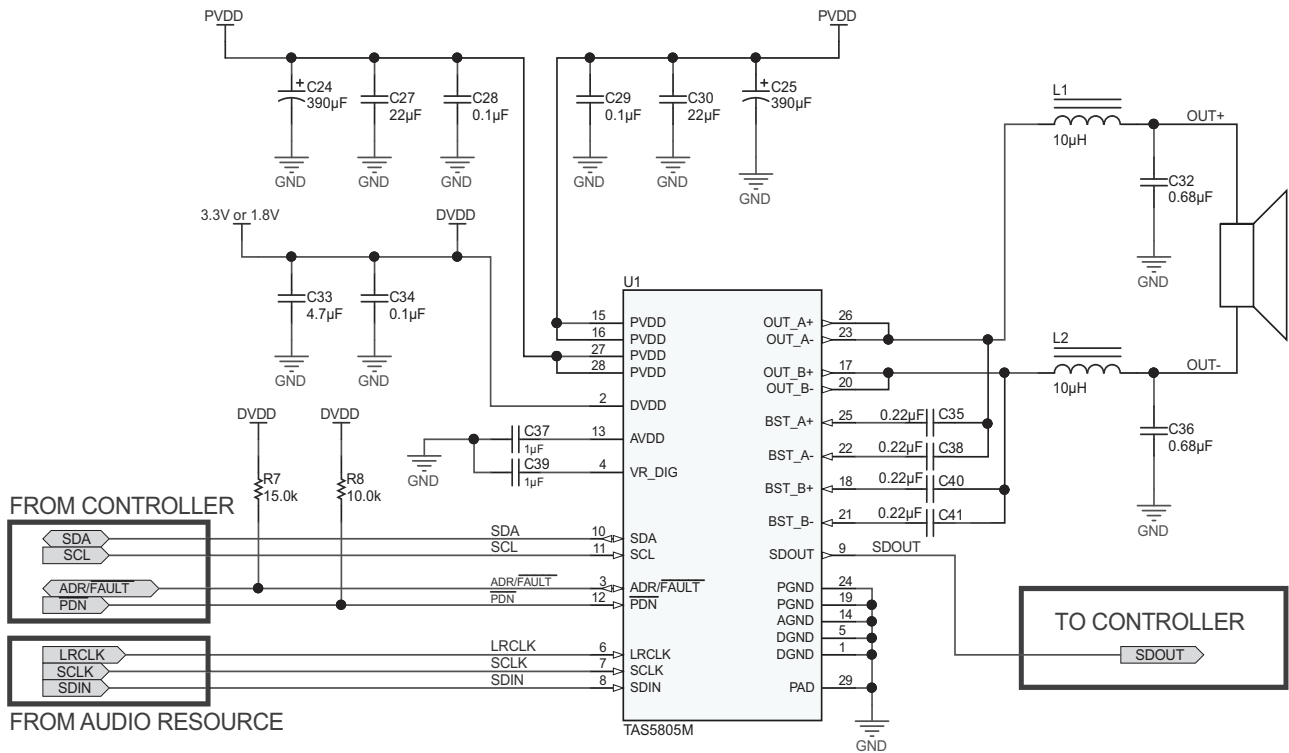 PVDD
PVDD
C24
390µF
C27
22µF
C28
0.1µF
C29
0.1µF
C30
22µF
C25
390µF
GND
GND
GND
GND
GND
GND
L1
10µH
OUT+
C32
0.68µF
GND
3.3V or 1.8V
DVDD
C33
4.7µF
C34
0.1µF
GND
GND
U1
15 PVDD
16 PVDD
27 PVDD
28 PVDD
2 DVDD
13 AVDD
4 VR_DIG
10 SDA
11 SCL
3 ADR/FAULT
12 PDN
6 LRCLK
7 SCLK
8 SDIN
OUT_A+ 26
OUT_A- 23
OUT_B+ 17
OUT_B- 20
BST_A+ 25
BST_A- 22
BST_B+ 18
BST_B- 21
SDOUT 9
PGND 24
PGND 19
AGND 14
DGND 5
DGND 1
PAD 29
TAS5805M
GND
0.22µF C35
0.22µF C38
0.22µF C40
0.22µF C41
L2
10µH
OUT-
C36
0.68µF
GND
DVDD
DVDD
R7
15.0k
R8
10.0k
C37
1µF
C39
1µF
GND
FROM CONTROLLER
SDA
SCL
ADR/FAULT
PDN
SDA
SCL
ADR/FAULT
PDN
LRCLK
SCLK
SDIN
LRCLK
SCLK
SDIN
FROM AUDIO RESOURCE
SDOUT
TO CONTROLLER
SDOUT